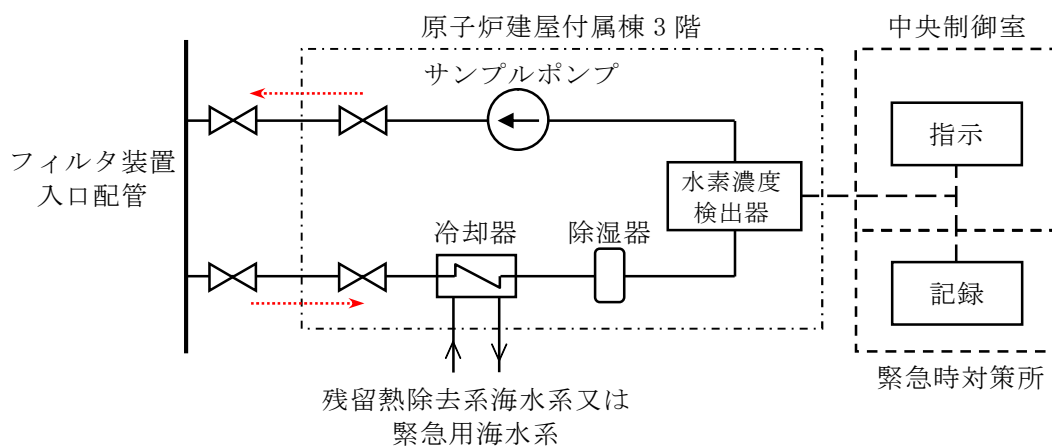 原子炉建屋付属棟3階
中央制御室
サンプルポンプ
指示
フィルタ装置
入口配管
水素濃度
検出器
冷却器
除湿器
記録
緊急時対策所
残留熱除去系海水系又は
緊急用海水系